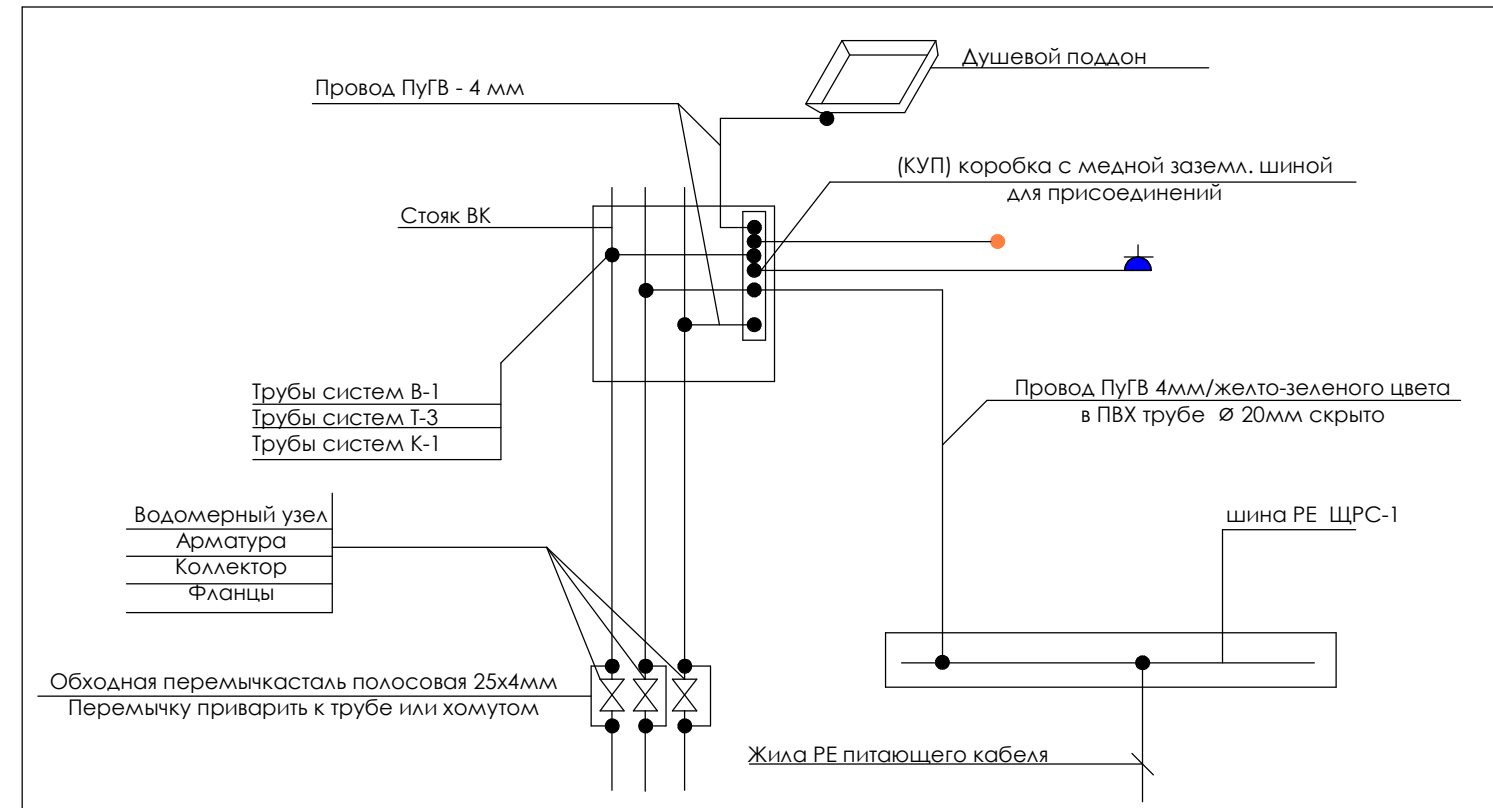 Душевой поддон
Провод ПуГВ - 4 мм
(КУП) коробка с медной заземл. шиной
для присоединений
Стояк ВК
Трубы систем В-1
Трубы систем Т-3
Трубы систем К-1
Провод ПуГВ 4мм/желто-зеленого цвета
в ПВХ трубе Ø 20мм скрыто
Водомерный узел
Арматура
Коллектор
Фланцы
шина РЕ ЩРС-1
Обходная перемычкасталь полосовая 25х4мм
Перемычку приварить к трубе или хомутом
Жила РЕ питающего кабеля